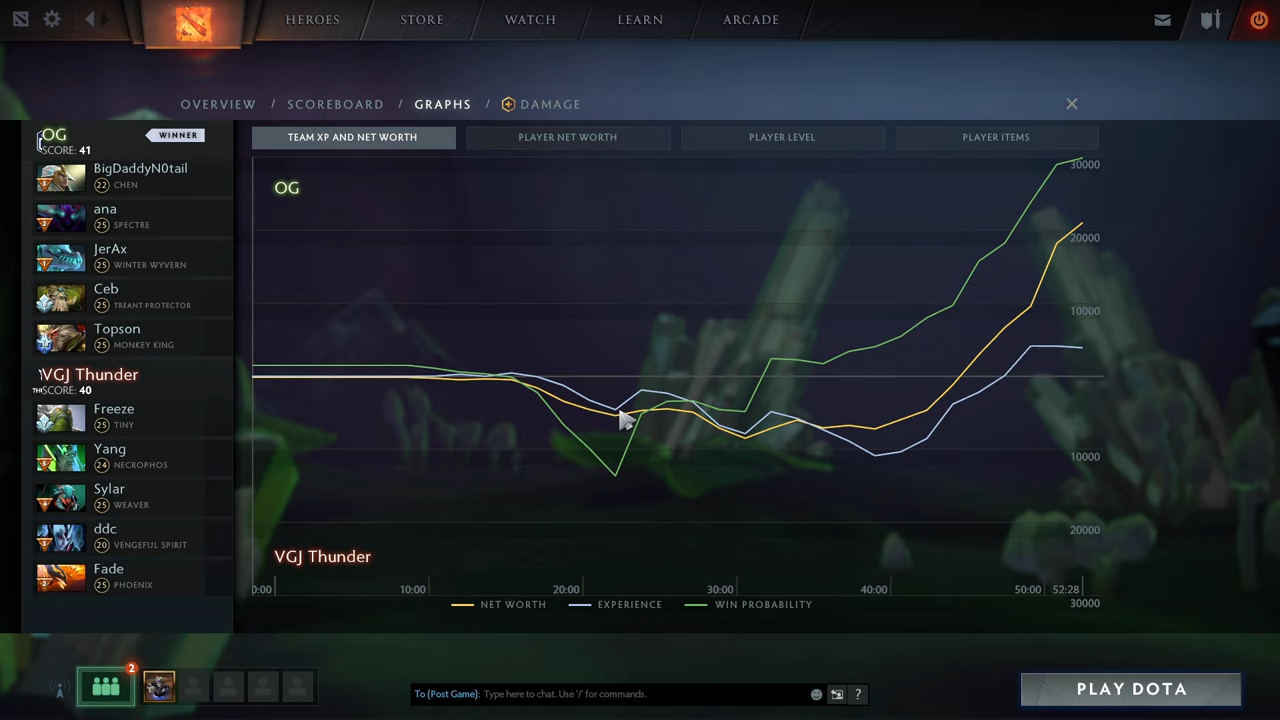 HEROES
STORE
WATCH
LEARN
ARCADE
OVERVIEW / SCOREBOARD / GRAPHS / DAMAGE
OG
WINNER
SCORE: 41
BigDaddyN0tail
22 CHEN
ana
25 SPECTRE
JerAx
25 WINTER WYVERN
Ceb
25 TREANT PROTECTOR
Topson
25 MONKEY KING
VGJ Thunder
SCORE: 40
Freeze
25 TINY
Yang
24 NECROPHOS
Sylar
25 WEAVER
ddc
20 VENGEFUL SPIRIT
Fade
25 PHOENIX
TEAM XP AND NET WORTH
PLAYER NET WORTH
PLAYER LEVEL
PLAYER ITEMS
OG
30000
20000
10000
10000
20000
VGJ Thunder
0:00
10:00
20:00
30:00
40:00
50:00
52:28
30000
NET WORTH
EXPERIENCE
WIN PROBABILITY
2
To (Post Game): Type here to chat. Use '/' for commands.
?
PLAY DOTA